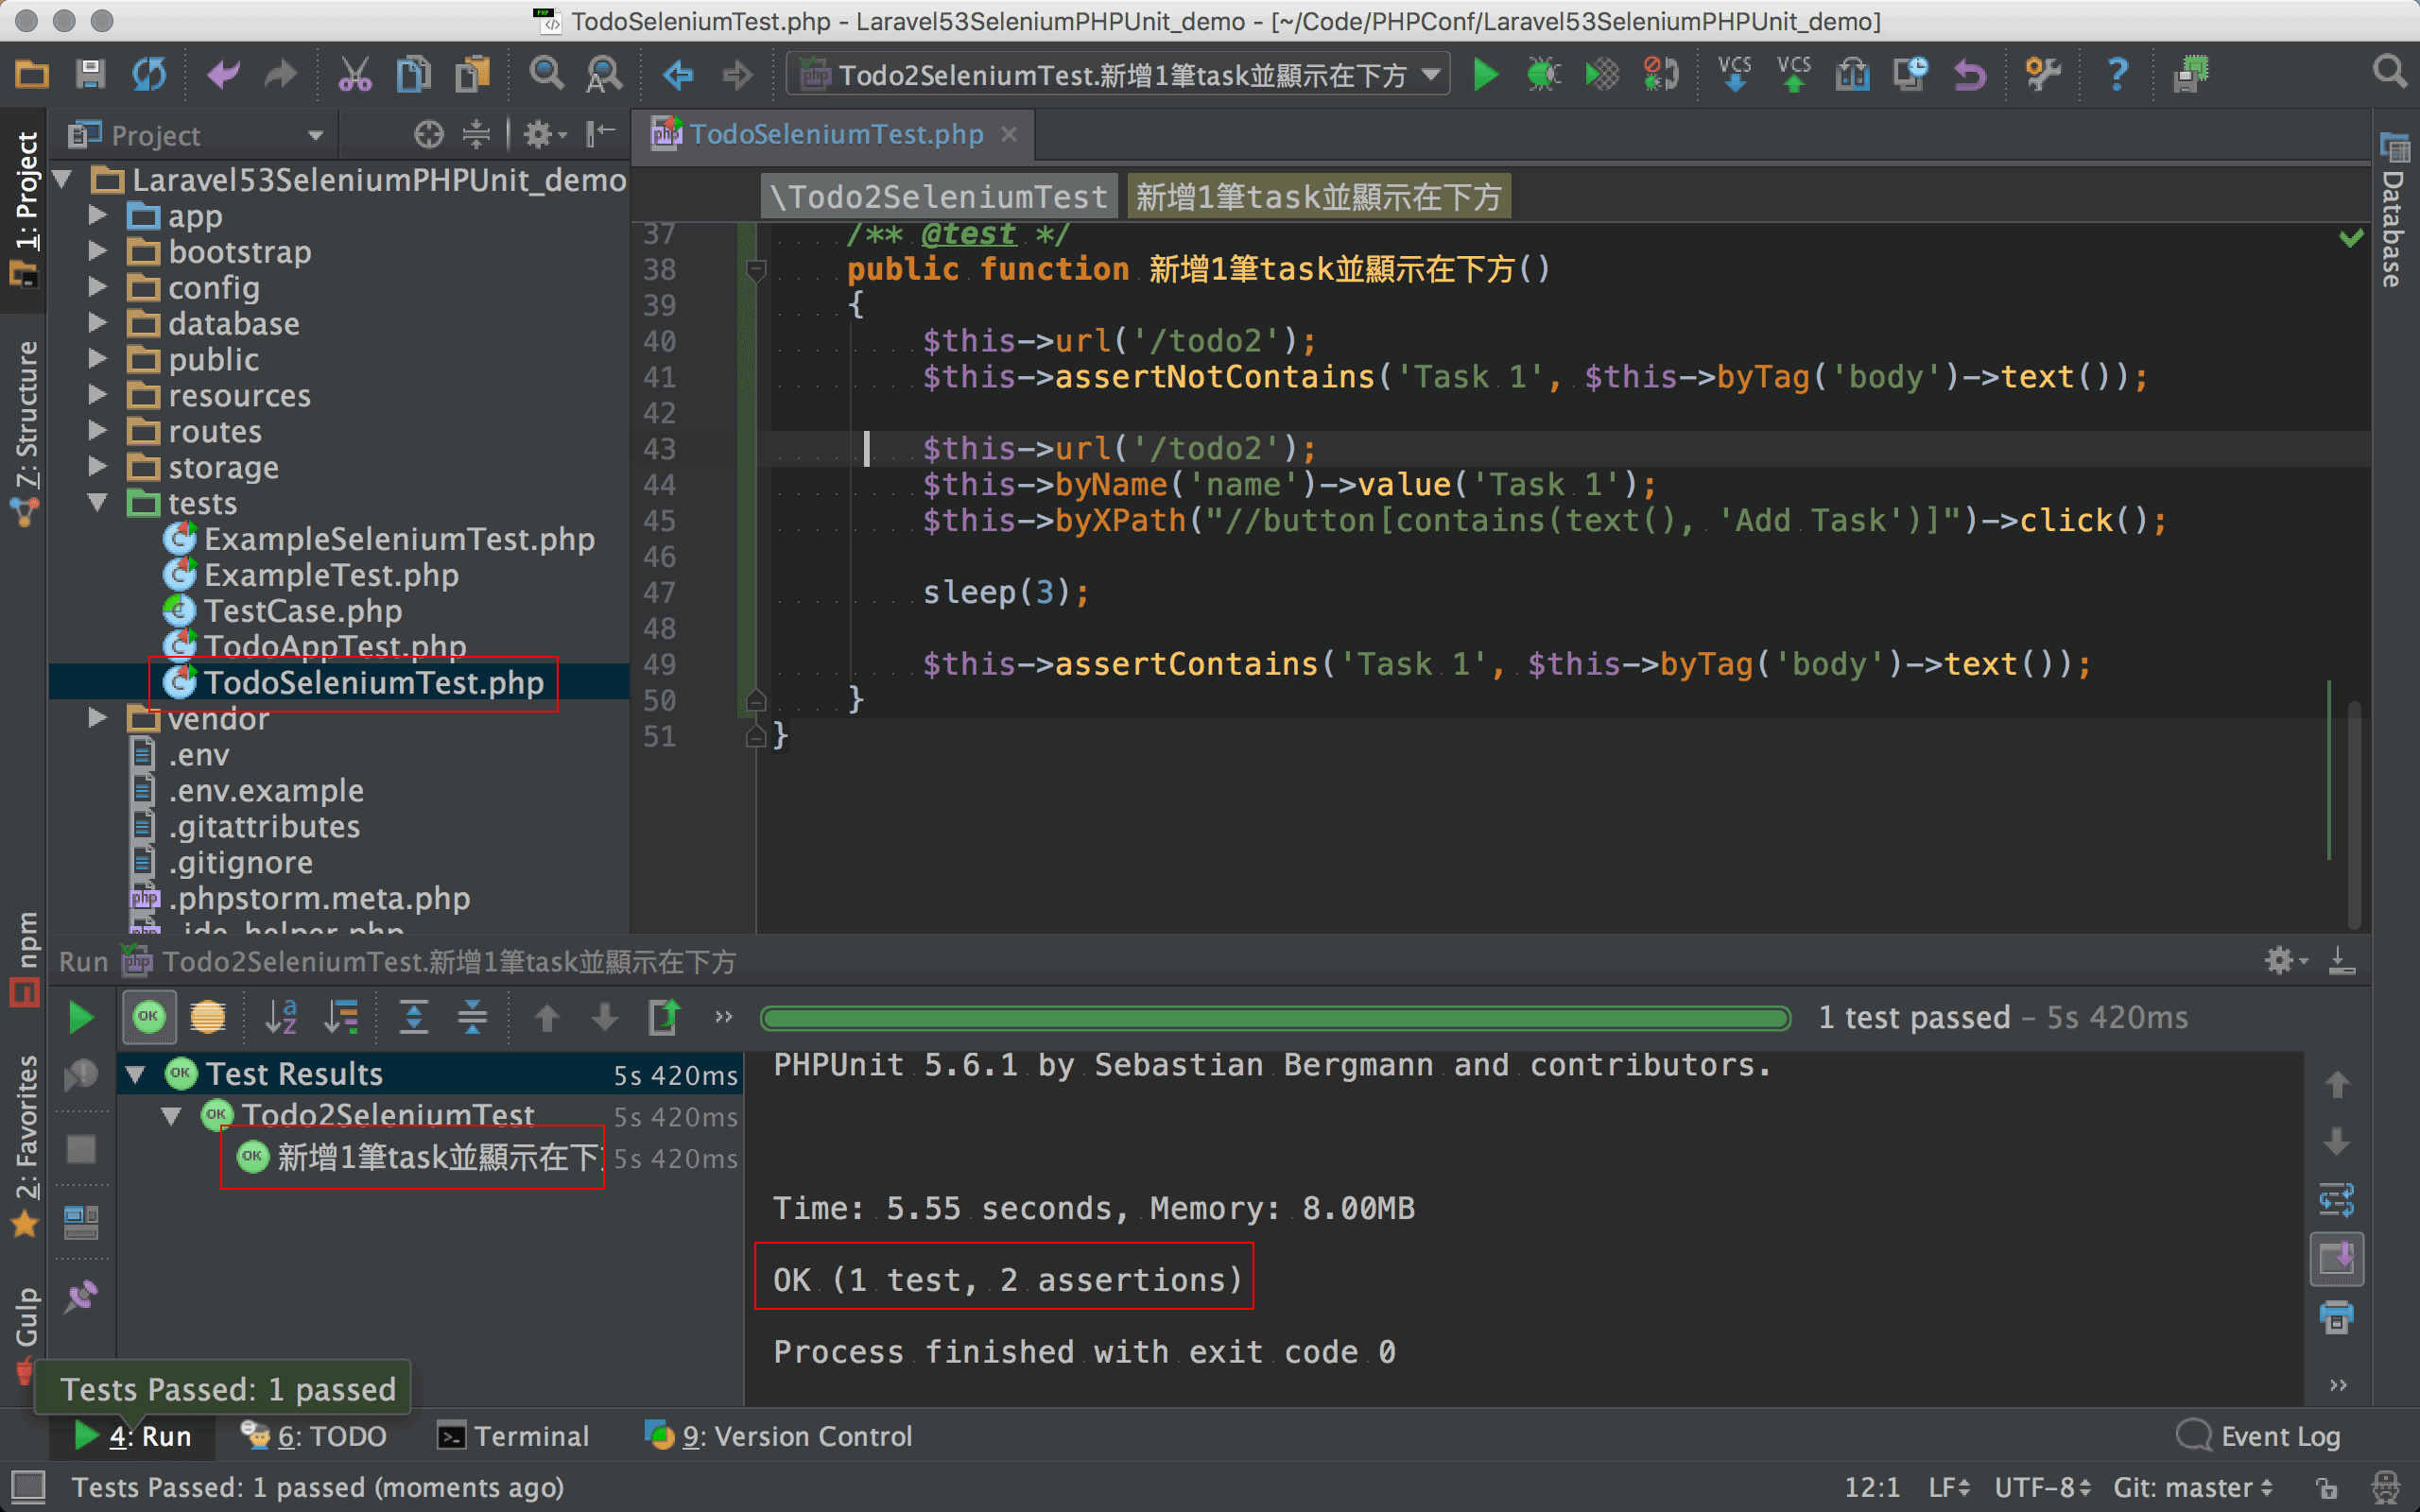 TodoSeleniumTest.php - Laravel53SeleniumPHPUnit_demo - [~/Code/PHPConf/Laravel53SeleniumPHPUnit_demo]
Todo2SeleniumTest.新增1筆task並顯示在下方
VCS
VCS
1: Project
7: Structure
npm
2: Favorites
Gulp
Project
Laravel53SeleniumPHPUnit_demo
app
bootstrap
config
database
public
resources
routes
storage
tests
ExampleSeleniumTest.php
ExampleTest.php
TestCase.php
TodoAppTest.php
TodoSeleniumTest.php
vendor
.env
.env.example
.gitattributes
.gitignore
.phpstorm.meta.php
_ide_helper.php
TodoSeleniumTest.php
\Todo2SeleniumTest 新增1筆task並顯示在下方
37 /** @test */
38 public function 新增1筆task並顯示在下方()
39 {
40 $this->url('/todo2');
41 $this->assertNotContains('Task 1', $this->byTag('body')->text());
42
43 $this->url('/todo2');
44 $this->byName('name')->value('Task 1');
45 $this->byXPath("//button[contains(text(), 'Add Task')]")->click();
46
47 sleep(3);
48
49 $this->assertContains('Task 1', $this->byTag('body')->text());
50 }
51 }
Database
Run Todo2SeleniumTest.新增1筆task並顯示在下方
1 test passed – 5s 420ms
OK Test Results 5s 420ms
OK Todo2SeleniumTest 5s 420ms
OK 新增1筆task並顯示在下 5s 420ms
PHPUnit 5.6.1 by Sebastian Bergmann and contributors.
Time: 5.55 seconds, Memory: 8.00MB
OK (1 test, 2 assertions)
Process finished with exit code 0
Tests Passed: 1 passed
4: Run 6: TODO Terminal 9: Version Control Event Log
Tests Passed: 1 passed (moments ago) 12:1 LF UTF-8 Git: master